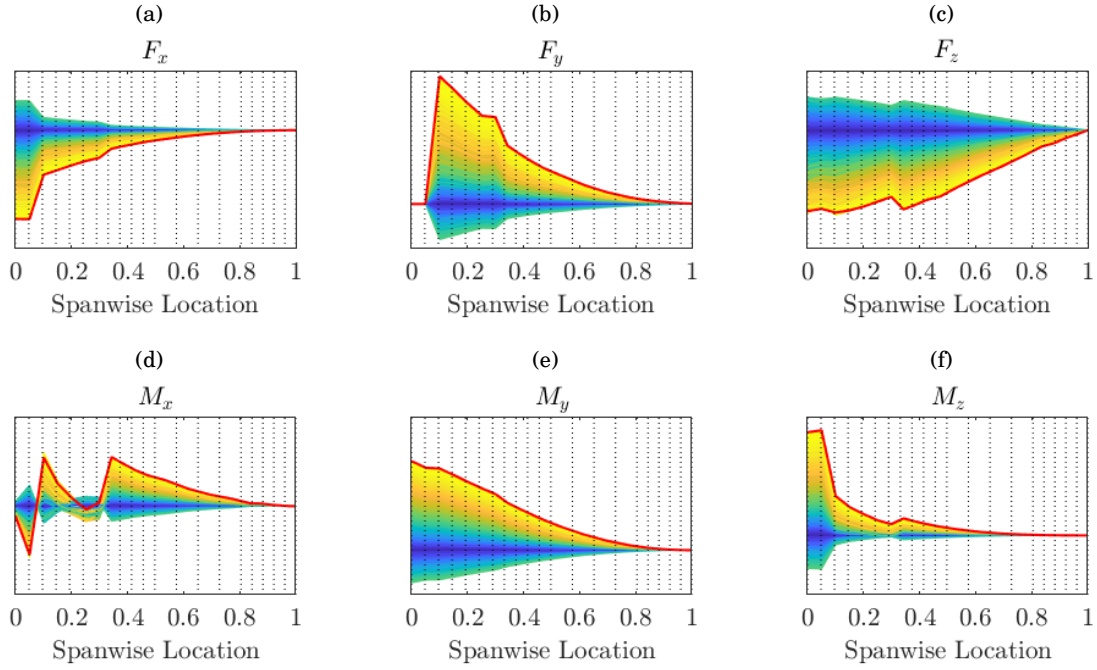 (a) (b) (c)
F_x F_y F_z
0 0.2 0.4 0.6 0.8 1 0 0.2 0.4 0.6 0.8 1 0 0.2 0.4 0.6 0.8 1
Spanwise Location Spanwise Location Spanwise Location
(d) (e) (f)
M_x M_y M_z
0 0.2 0.4 0.6 0.8 1 0 0.2 0.4 0.6 0.8 1 0 0.2 0.4 0.6 0.8 1
Spanwise Location Spanwise Location Spanwise Location